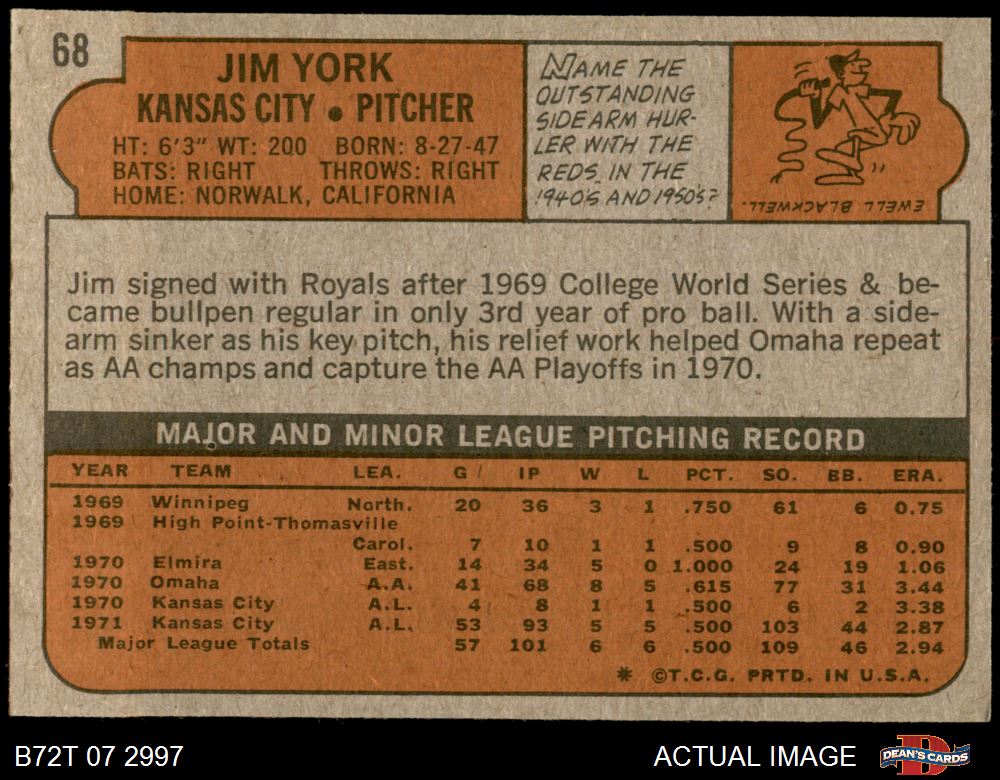 68
JIM YORK
KANSAS CITY • PITCHER
HT: 6'3" WT: 200 BORN: 8-27-47
BATS: RIGHT THROWS: RIGHT
HOME: NORWALK, CALIFORNIA
NAME THE
OUTSTANDING
SIDEARM HUR-
LER WITH THE
REDS IN THE
1940'S AND 1950'S?
EWELL BLACKWELL.
Jim signed with Royals after 1969 College World Series & be-
came bullpen regular in only 3rd year of pro ball. With a side-
arm sinker as his key pitch, his relief work helped Omaha repeat
as AA champs and capture the AA Playoffs in 1970.
MAJOR AND MINOR LEAGUE PITCHING RECORD
YEAR TEAM LEA. G IP W L PCT. SO. BB. ERA.
1969 Winnipeg North. 20 36 3 1 .750 61 6 0.75
1969 High Point-Thomasville
Carol. 7 10 1 1 .500 9 8 0.90
1970 Elmira East. 14 34 5 0 1.000 24 19 1.06
1970 Omaha A.A. 41 68 8 5 .615 77 31 3.44
1970 Kansas City A.L. 4 8 1 1 .500 6 2 3.38
1971 Kansas City A.L. 53 93 5 5 .500 103 44 2.87
Major League Totals 57 101 6 6 .500 109 46 2.94
* ©T.C.G. PRTD. IN U.S.A.
B72T 07 2997
ACTUAL IMAGE
D
DEAN'S CARDS